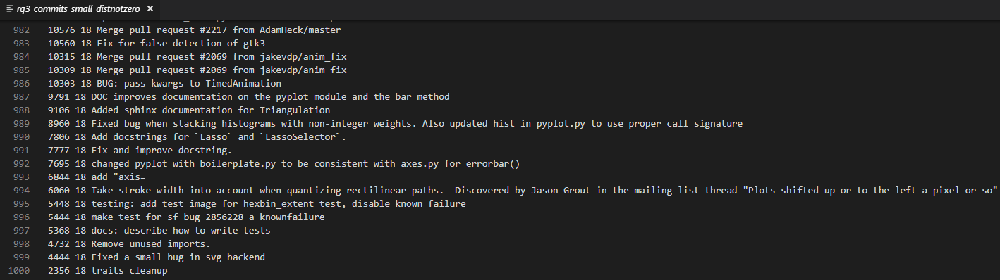 rq3_commits_small_distnotzero ×
982 10576 18 Merge pull request #2217 from AdamHeck/master
983 10560 18 Fix for false detection of gtk3
984 10315 18 Merge pull request #2069 from jakevdp/anim_fix
985 10309 18 Merge pull request #2069 from jakevdp/anim_fix
986 10303 18 BUG: pass kwargs to TimedAnimation
987 9791 18 DOC improves documentation on the pyplot module and the bar method
988 9106 18 Added sphinx documentation for Triangulation
989 8960 18 Fixed bug when stacking histograms with non-integer weights. Also updated hist in pyplot.py to use proper call signature
990 7806 18 Add docstrings for `Lasso` and `LassoSelector`.
991 7777 18 Fix and improve docstring.
992 7695 18 changed pyplot with boilerplate.py to be consistent with axes.py for errorbar()
993 6844 18 add "axis=
994 6060 18 Take stroke width into account when quantizing rectilinear paths.  Discovered by Jason Grout in the mailing list thread "Plots shifted up or to the left a pixel or so"
995 5448 18 testing: add test image for hexbin_extent test, disable known failure
996 5444 18 make test for sf bug 2856228 a knownfailure
997 5368 18 docs: describe how to write tests
998 4732 18 Remove unused imports.
999 4444 18 Fixed a small bug in svg backend
1000 2356 18 traits cleanup